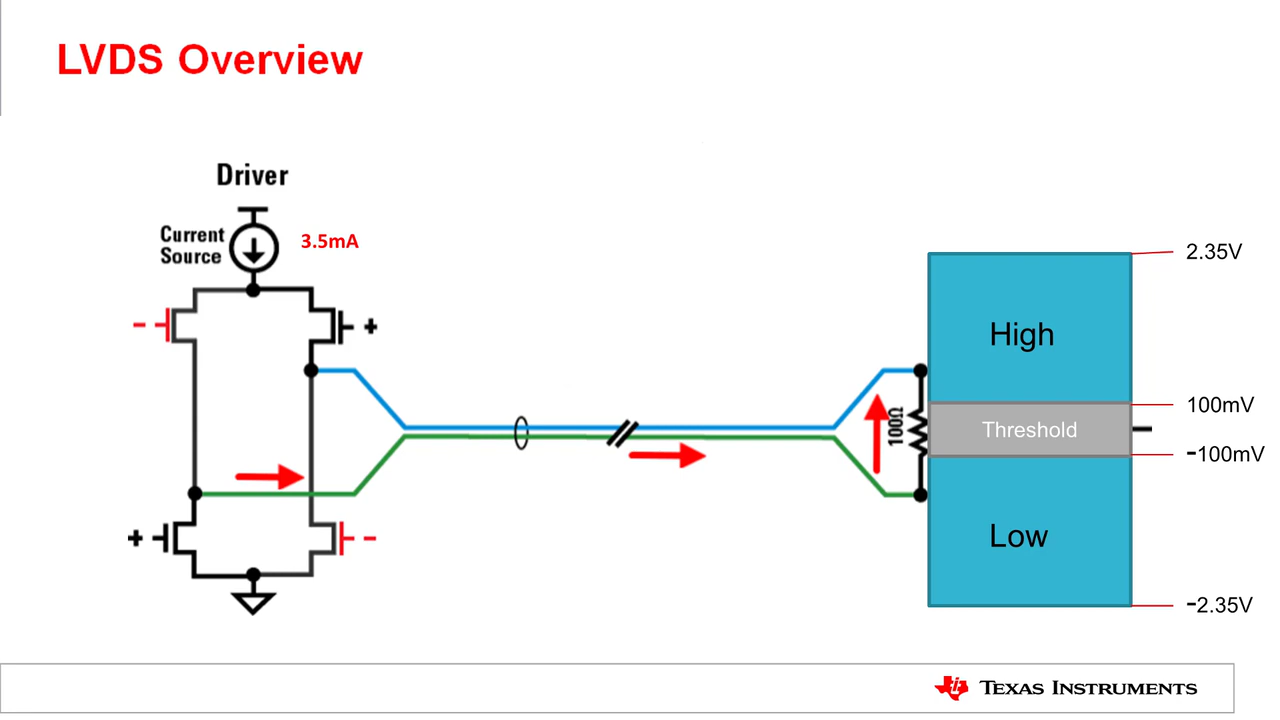 LVDS Overview
Driver
Current
Source
3.5mA
--
+
+
--
100Ω
High
Threshold
Low
2.35V
100mV
-100mV
-2.35V
TEXAS INSTRUMENTS